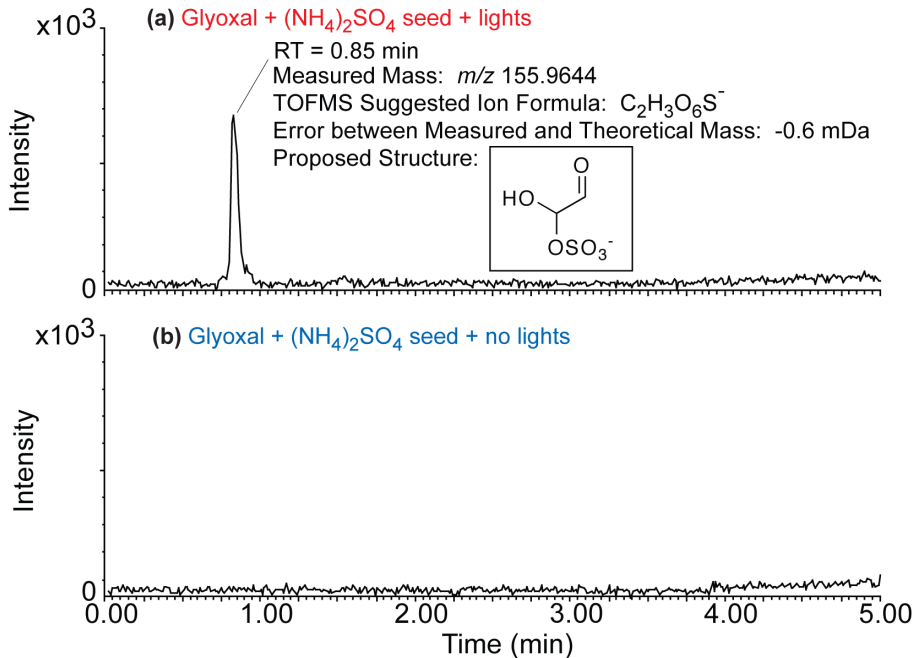 (a) Glyoxal + (NH₄)₂SO₄ seed + lights
x10³
RT = 0.85 min
Measured Mass: m/z 155.9644
TOFMS Suggested Ion Formula: C₂H₃O₆S⁻
Error between Measured and Theoretical Mass: -0.6 mDa
Proposed Structure:
O
HO
OSO₃⁻
Intensity
0
x10³
(b) Glyoxal + (NH₄)₂SO₄ seed + no lights
Intensity
0
0.00 1.00 2.00 3.00 4.00 5.00
Time (min)